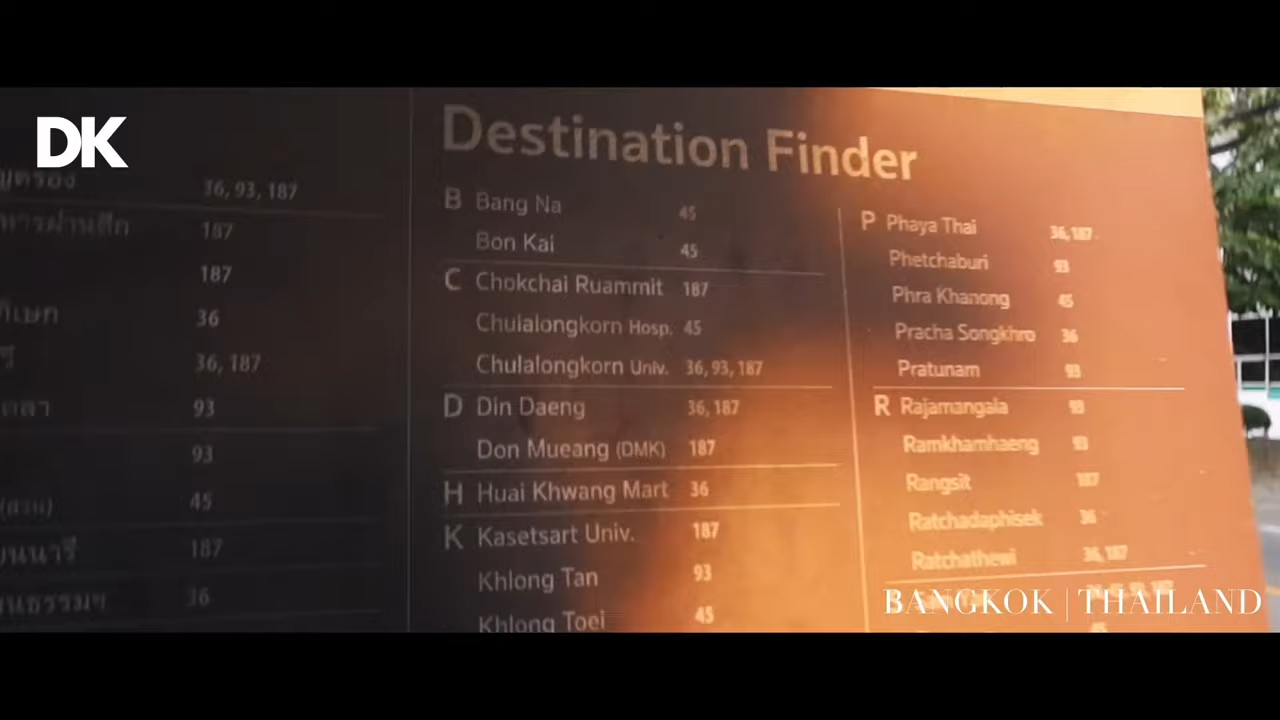 DK
36, 93, 187
187
187
36
36, 187
93
93
45
187
36
Destination Finder
B Bang Na 45
Bon Kai 45
C Chokchai Ruammit 187
Chulalongkorn Hosp. 45
Chulalongkorn Univ. 36, 93, 187
D Din Daeng 36, 187
Don Mueang (DMK) 187
H Huai Khwang Mart 36
K Kasetsart Univ. 187
Khlong Tan 93
Khlong Toei 45
P Phaya Thai 36, 187
Phetchaburi 93
Phra Khanong 45
Pracha Songkhro 36
Pratunam 93
R Rajamangala 93
Ramkhamhaeng 93
Rangsit 187
Ratchadaphisek 36
Ratchathewi 36, 187
45
BANGKOK | THAILAND